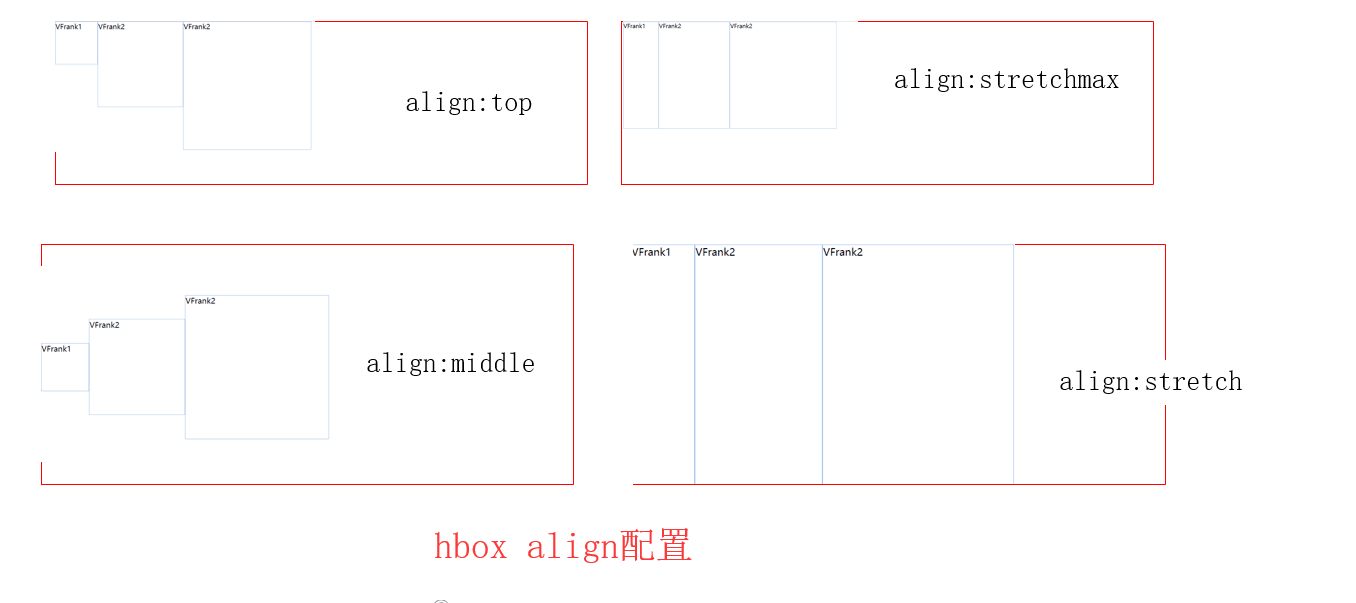 VFrank1 VFrank2 VFrank2
align:top
VFrank1 VFrank2 VFrank2
align:stretchmax
VFrank2
VFrank2
VFrank1
align:middle
VFrank1 VFrank2 VFrank2
align:stretch
hbox align配置